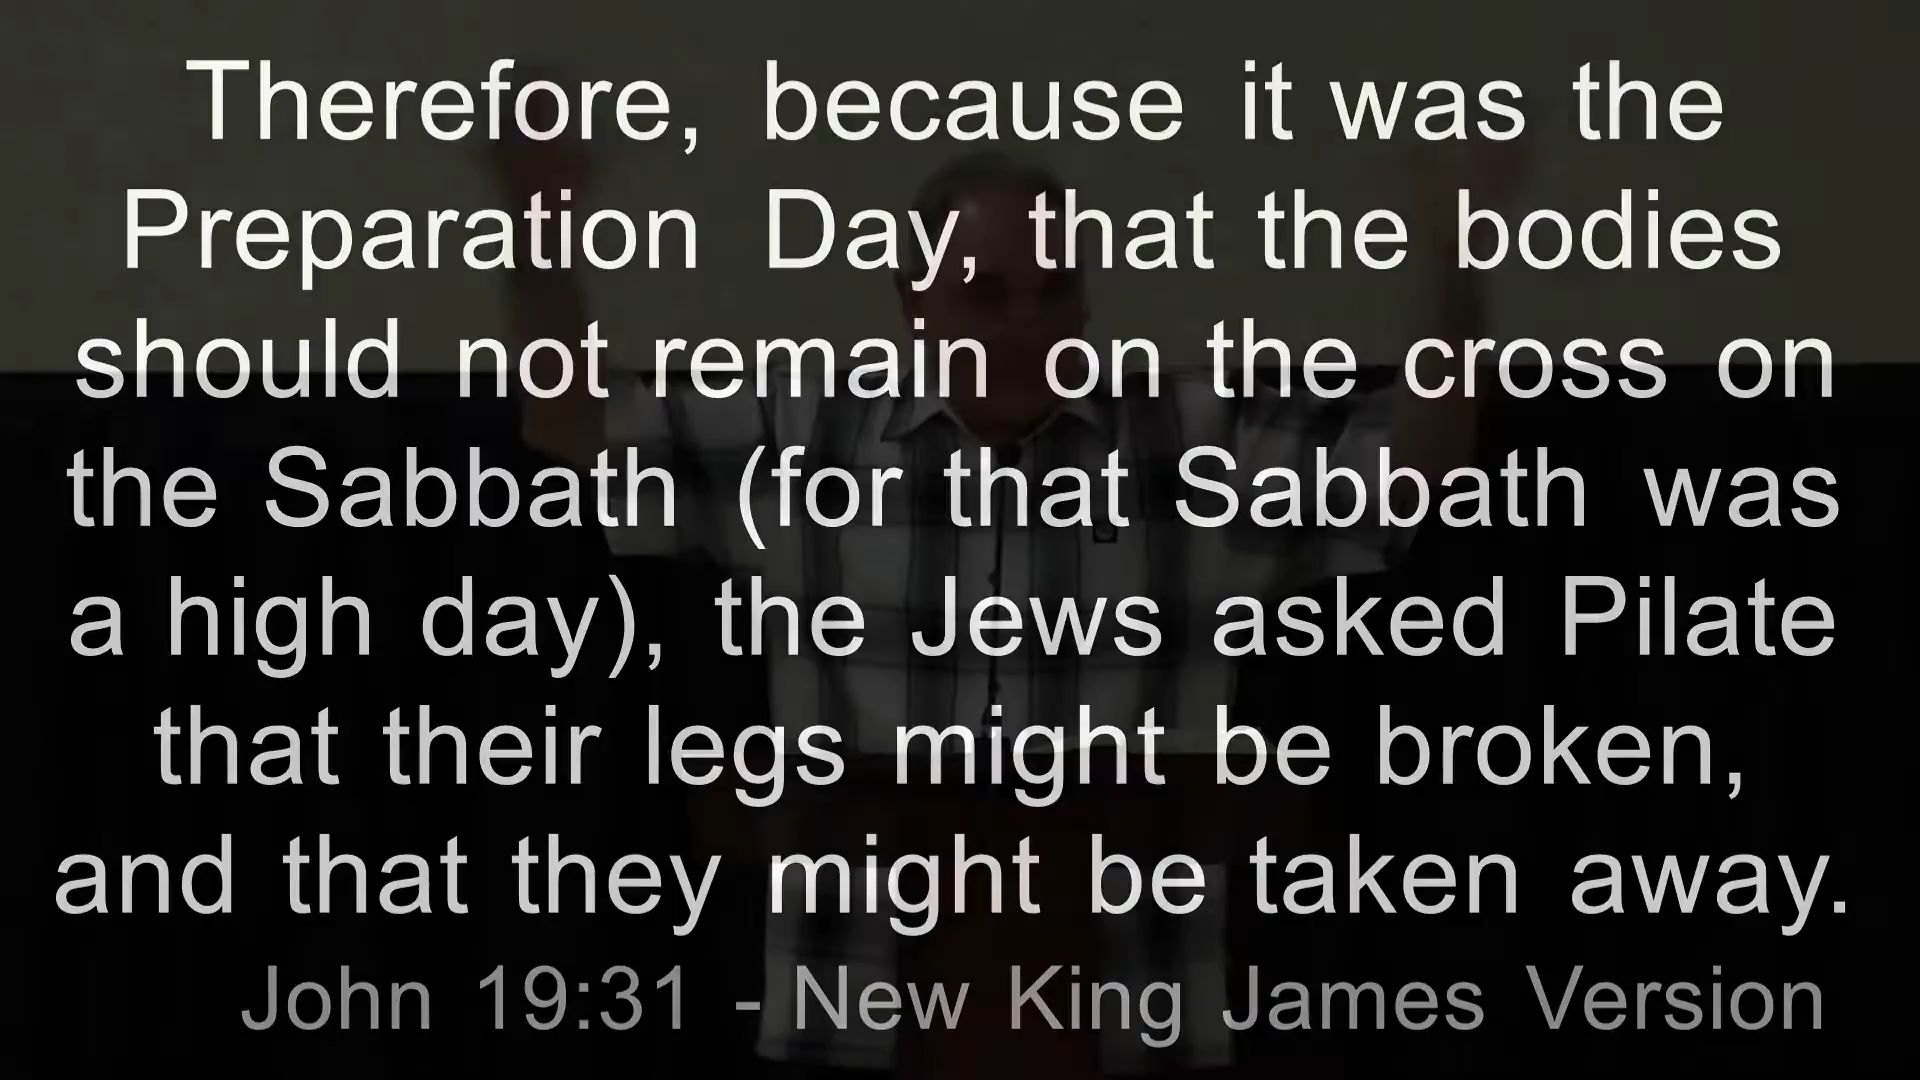 Therefore, because it was the
Preparation Day, that the bodies
should not remain on the cross on
the Sabbath (for that Sabbath was
a high day), the Jews asked Pilate
that their legs might be broken,
and that they might be taken away.
John 19:31 - New King James Version